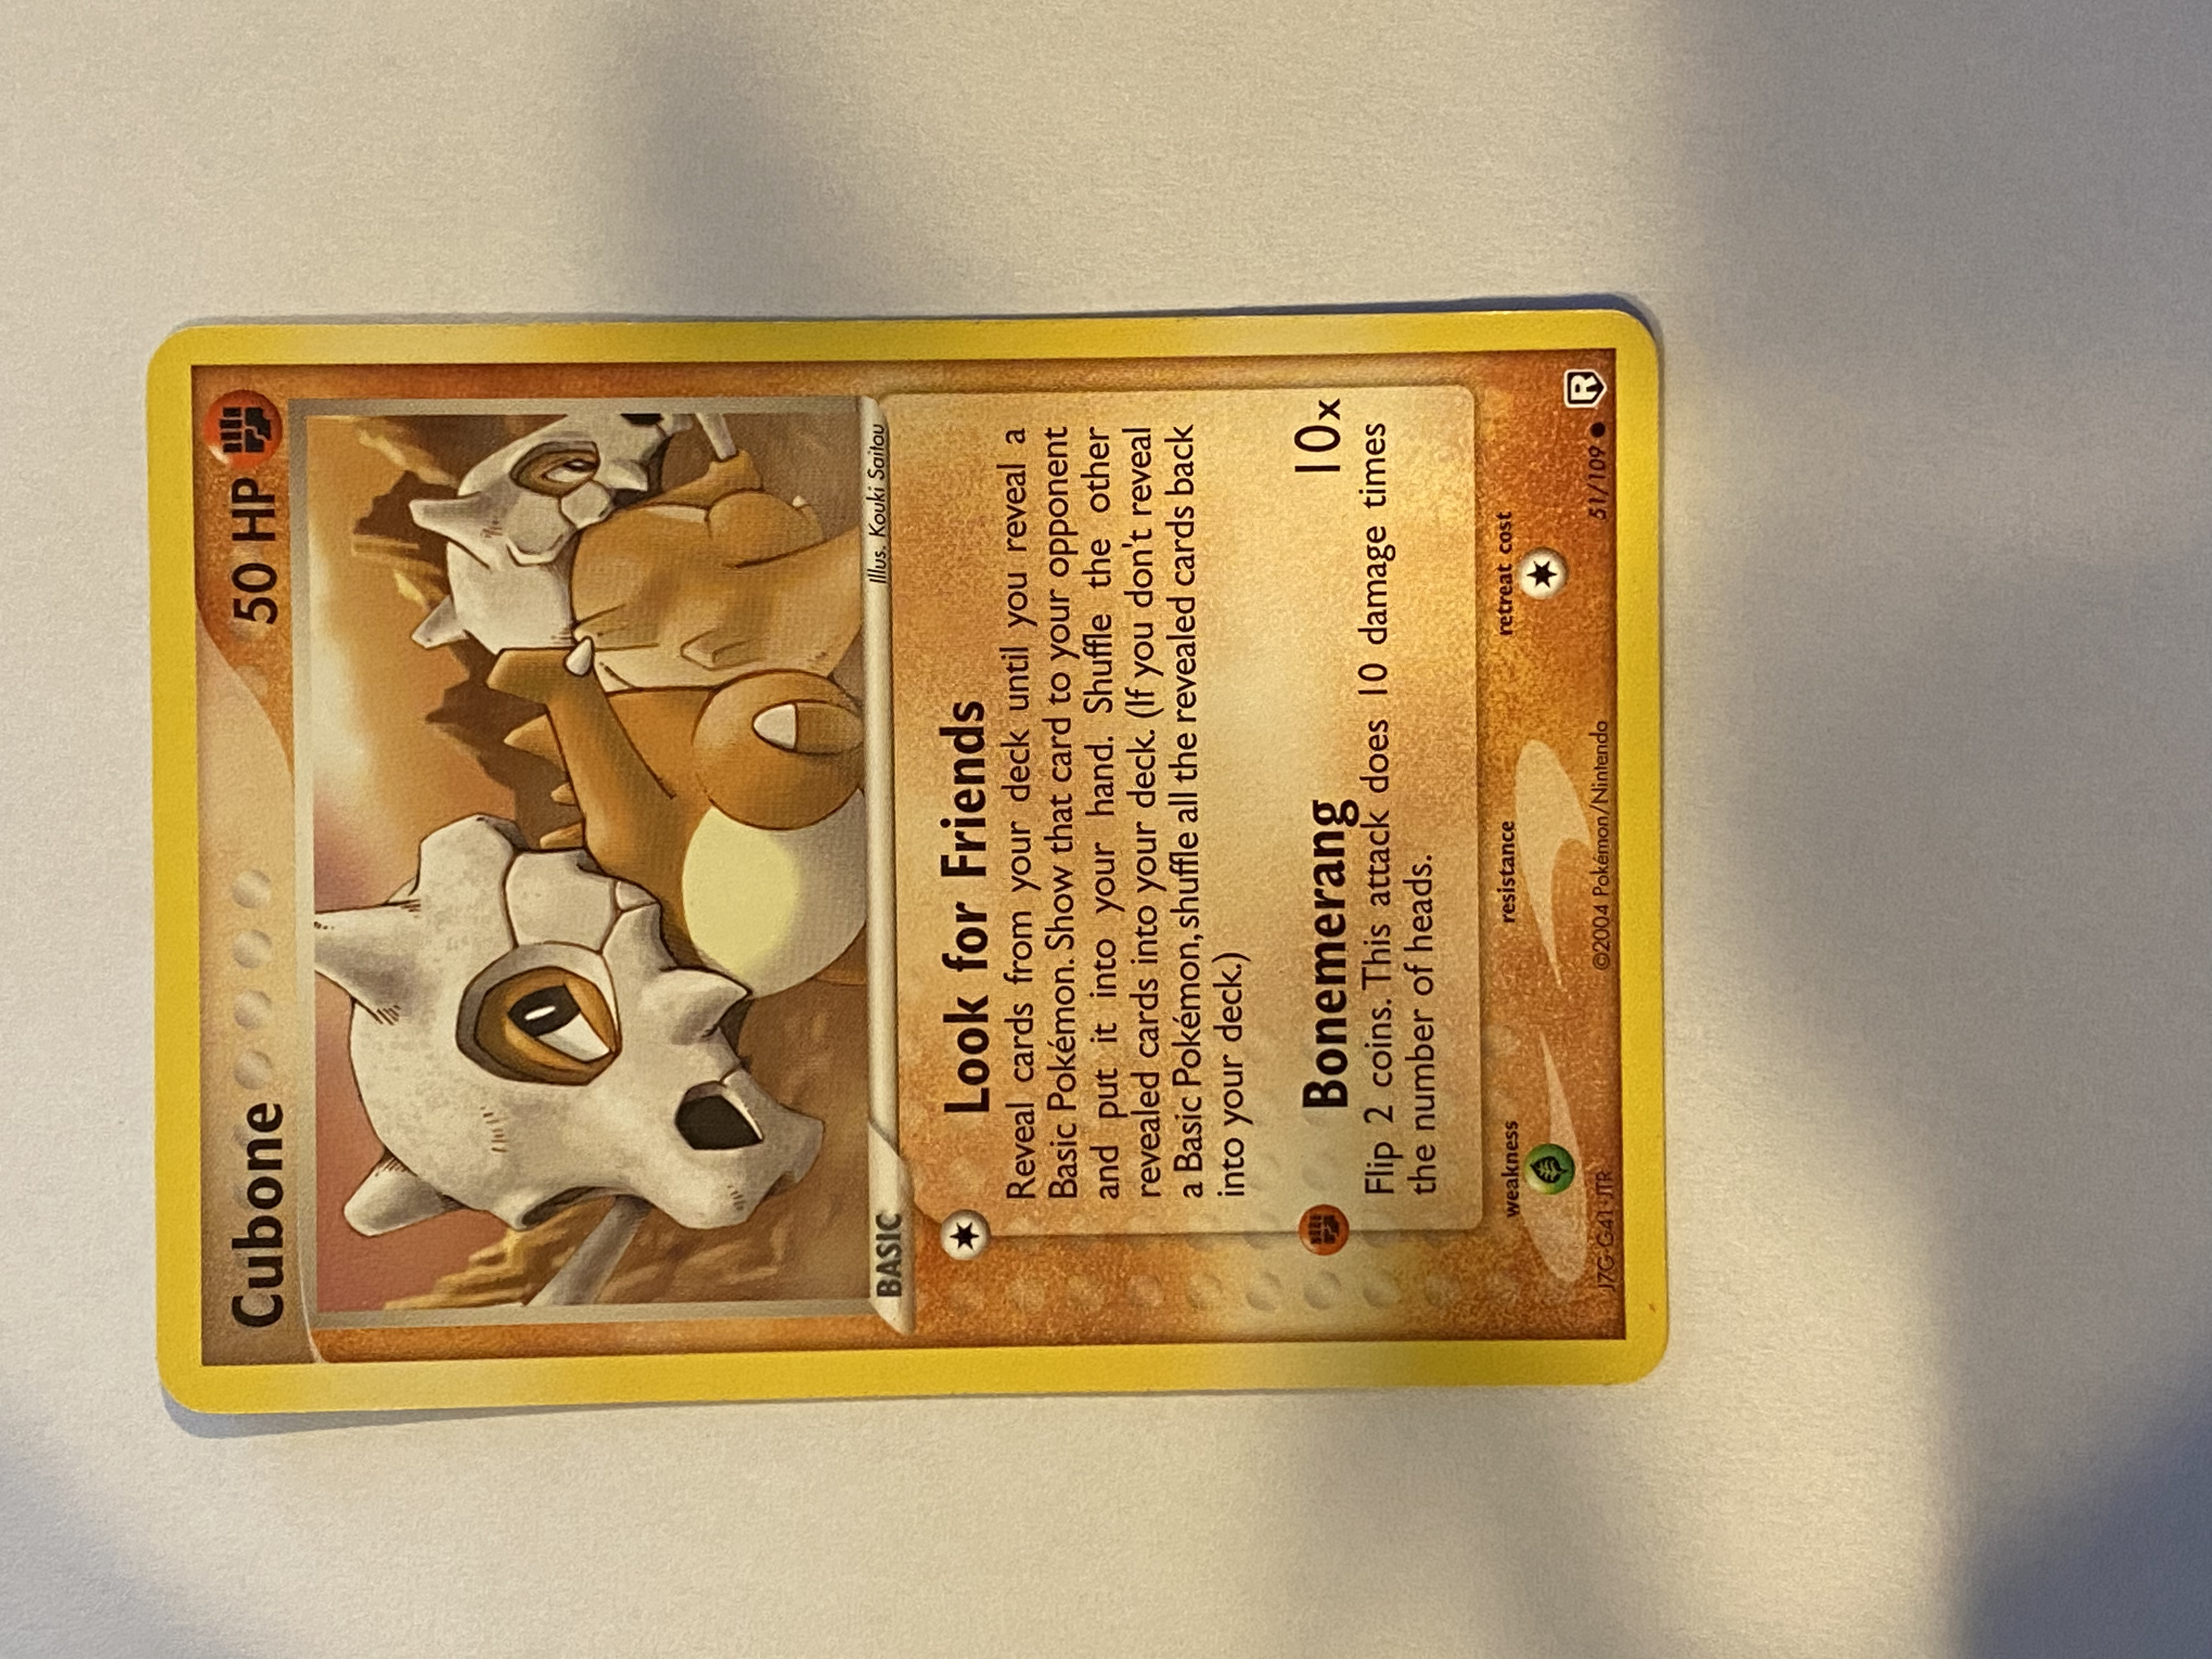 Cubone
50 HP
BASIC
Illus. Kouki Saitou
Look for Friends
Reveal cards from your deck until you reveal a
Basic Pokémon. Show that card to your opponent
and put it into your hand. Shuffle the other
revealed cards into your deck. (If you don't reveal
a Basic Pokémon, shuffle all the revealed cards back
into your deck.)
Bonemerang 10x
Flip 2 coins. This attack does 10 damage times
the number of heads.
weakness resistance retreat cost
J7G-G41-JTR ©2004 Pokémon/Nintendo 51/109 R